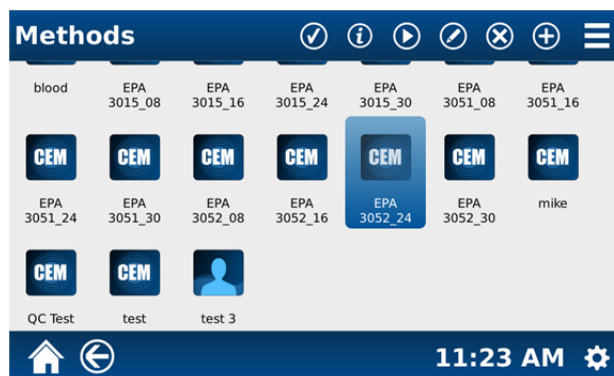 Methods
blood
EPA
3015_08
EPA
3015_16
EPA
3015_24
EPA
3015_30
EPA
3051_08
EPA
3051_16
CEM
CEM
CEM
CEM
CEM
CEM
CEM
EPA
3051_24
EPA
3051_30
EPA
3052_08
EPA
3052_16
EPA
3052_24
EPA
3052_30
mike
CEM
CEM
QC Test
test
test 3
11:23 AM